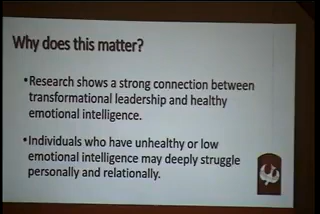 Why does this matter?
•Research shows a strong connection between
transformational leadership and healthy
emotional intelligence.
•Individuals who have unhealthy or low
emotional intelligence may deeply struggle
personally and relationally.